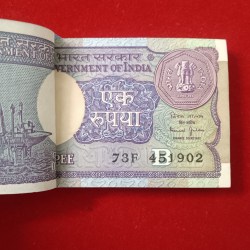 भारत सरकार
GOVERNMENT OF INDIA
एक
रुपया
73F 451902
B